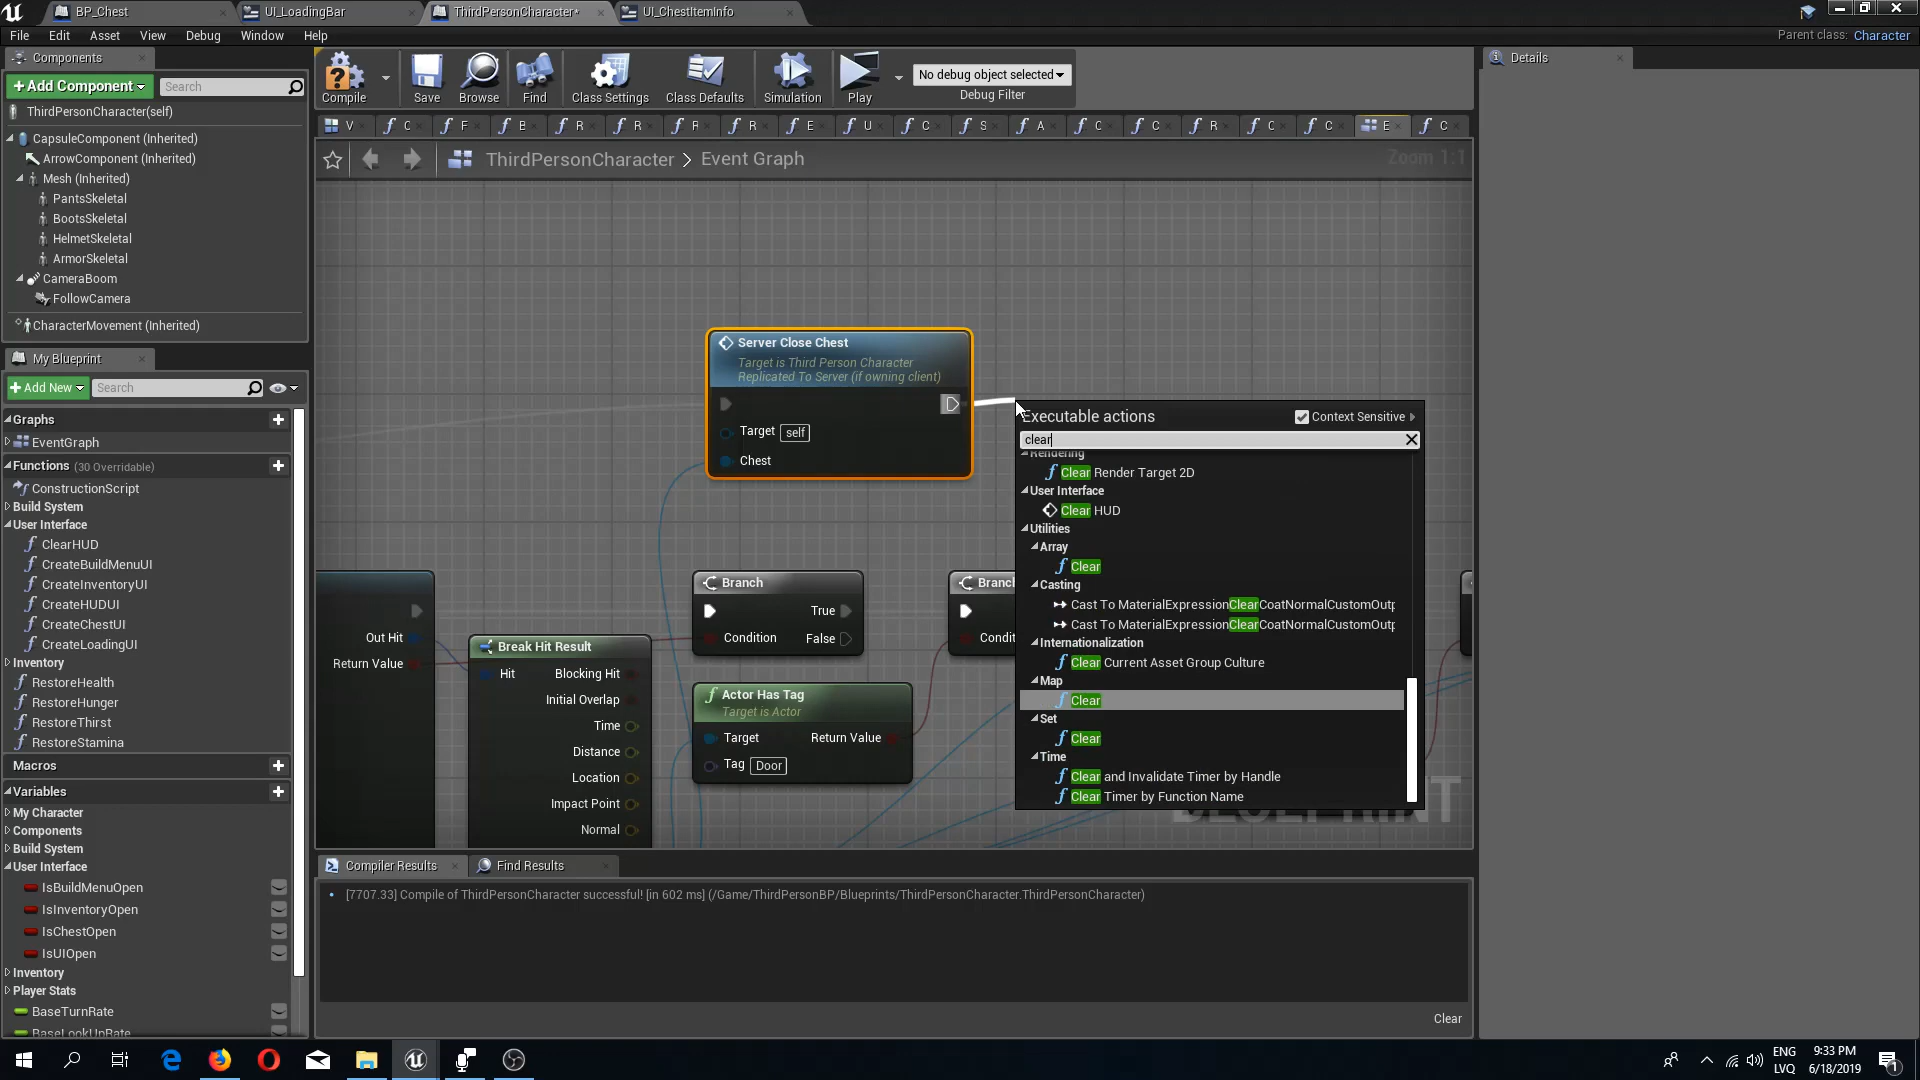 BP_Chest
UI_LoadingBar
ThirdPersonCharacter*
UI_ChestItemInfo
File
Edit
Asset
View
Debug
Window
Help
Parent class: Character
Components
+Add Component
Search
ThirdPersonCharacter(self)
CapsuleComponent (Inherited)
ArrowComponent (Inherited)
Mesh (Inherited)
PantsSkeletal
BootsSkeletal
HelmetSkeletal
ArmorSkeletal
CameraBoom
FollowCamera
CharacterMovement (Inherited)
My Blueprint
+Add New
Search
Graphs
EventGraph
Functions (30 Overridable)
ConstructionScript
Build System
User Interface
ClearHUD
CreateBuildMenuUI
CreateInventoryUI
CreateHUDUI
CreateChestUI
CreateLoadingUI
Inventory
RestoreHealth
RestoreHunger
RestoreThirst
RestoreStamina
Macros
Variables
My Character
Components
Build System
User Interface
IsBuildMenuOpen
IsInventoryOpen
IsChestOpen
IsUIOpen
Inventory
Player Stats
BaseTurnRate
BaseLookUpRate
Compile
Save
Browse
Find
Class Settings
Class Defaults
Simulation
Play
No debug object selected
Debug Filter
V
f C
f F
f B
f R
f R
f R
f R
f E
f U
f C
f S
f A
f C
f C
f R
f C
f C
E
f C
ThirdPersonCharacter > Event Graph
Zoom 1:1
Server Close Chest
Target is Third Person Character
Replicated To Server (if owning client)
Target self
Chest
Out Hit
Return Value
Break Hit Result
Hit
Blocking Hit
Initial Overlap
Time
Distance
Location
Impact Point
Normal
Branch
True
Condition
False
Actor Has Tag
Target is Actor
Target
Return Value
Tag Door
Executable actions
Context Sensitive
clear
Rendering
Clear Render Target 2D
User Interface
Clear HUD
Utilities
Array
Clear
Casting
Cast To MaterialExpressionClearCoatNormalCustomOutp
Cast To MaterialExpressionClearCoatNormalCustomOutp
Internationalization
Clear Current Asset Group Culture
Map
Clear
Set
Clear
Time
Clear and Invalidate Timer by Handle
Clear Timer by Function Name
Compiler Results
Find Results
[7707.33] Compile of ThirdPersonCharacter successful! [in 602 ms] (/Game/ThirdPersonBP/Blueprints/ThirdPersonCharacter.ThirdPersonCharacter)
Clear
Details
ENG
LVQ
9:33 PM
6/18/2019
1